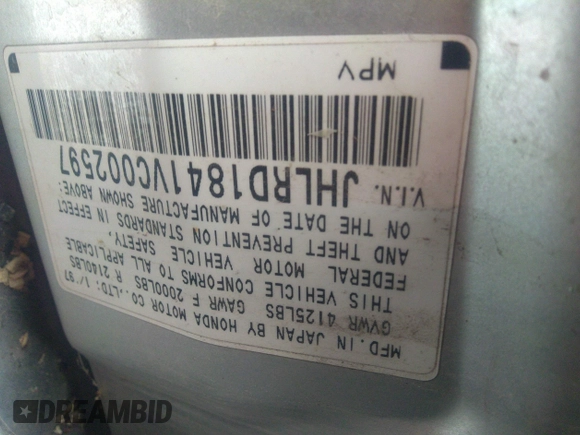 MFD. IN JAPAN BY HONDA MOTOR CO., LTD. 1/97
GVWR 4125LBS GAWR F 2000LBS R 2140LBS
THIS VEHICLE CONFORMS TO ALL APPLICABLE
FEDERAL MOTOR VEHICLE SAFETY,
AND THEFT PREVENTION STANDARDS IN EFFECT
ON THE DATE OF MANUFACTURE SHOWN ABOVE:
V.I.N. JHLRD1841VC002597
MPV
DREAMBID